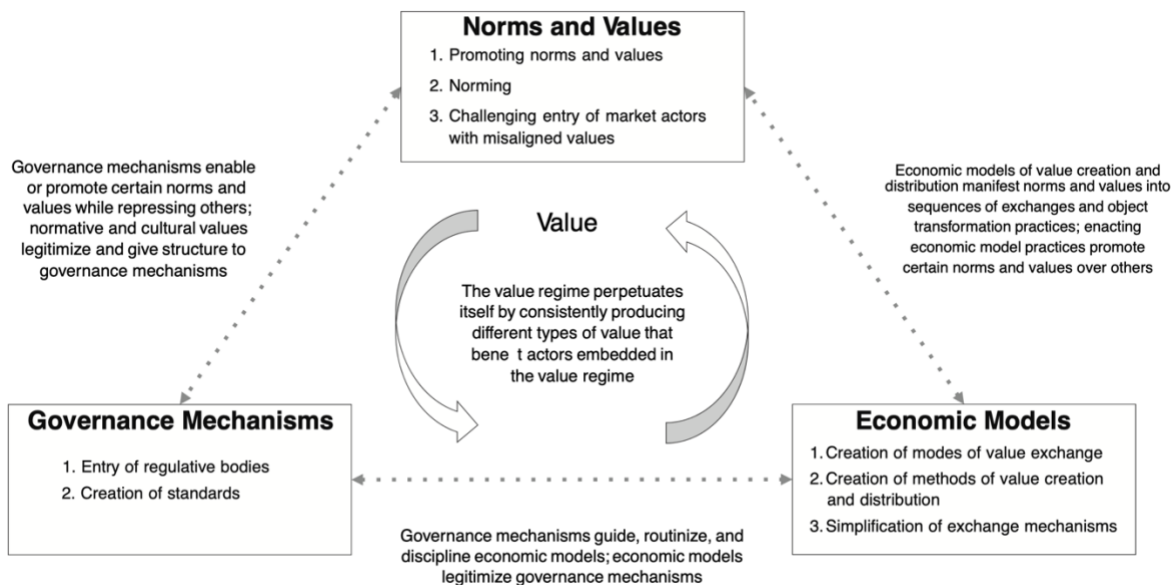 Norms and Values
1. Promoting norms and values
2. Norming
3. Challenging entry of market actors
with misaligned values
Governance mechanisms enable
or promote certain norms and
values while repressing others;
normative and cultural values
legitimize and give structure to
governance mechanisms
Economic models of value creation and
distribution manifest norms and values into
sequences of exchanges and object
transformation practices; enacting
economic model practices promote
certain norms and values over others
Value
The value regime perpetuates
itself by consistently producing
different types of value that
bene t actors embedded in
the value regime
Governance Mechanisms
1. Entry of regulative bodies
2. Creation of standards
Economic Models
1. Creation of modes of value exchange
2. Creation of methods of value creation
and distribution
3. Simplification of exchange mechanisms
Governance mechanisms guide, routinize, and
discipline economic models; economic models
legitimize governance mechanisms